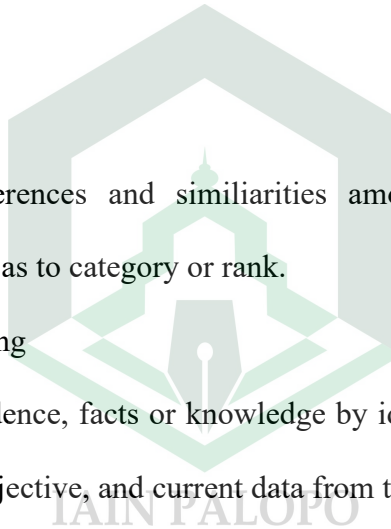 erences and similiarities amo
as to category or rank.
ng
dence, facts or knowledge by id
jective, and current data from t
IAIN PALOPO